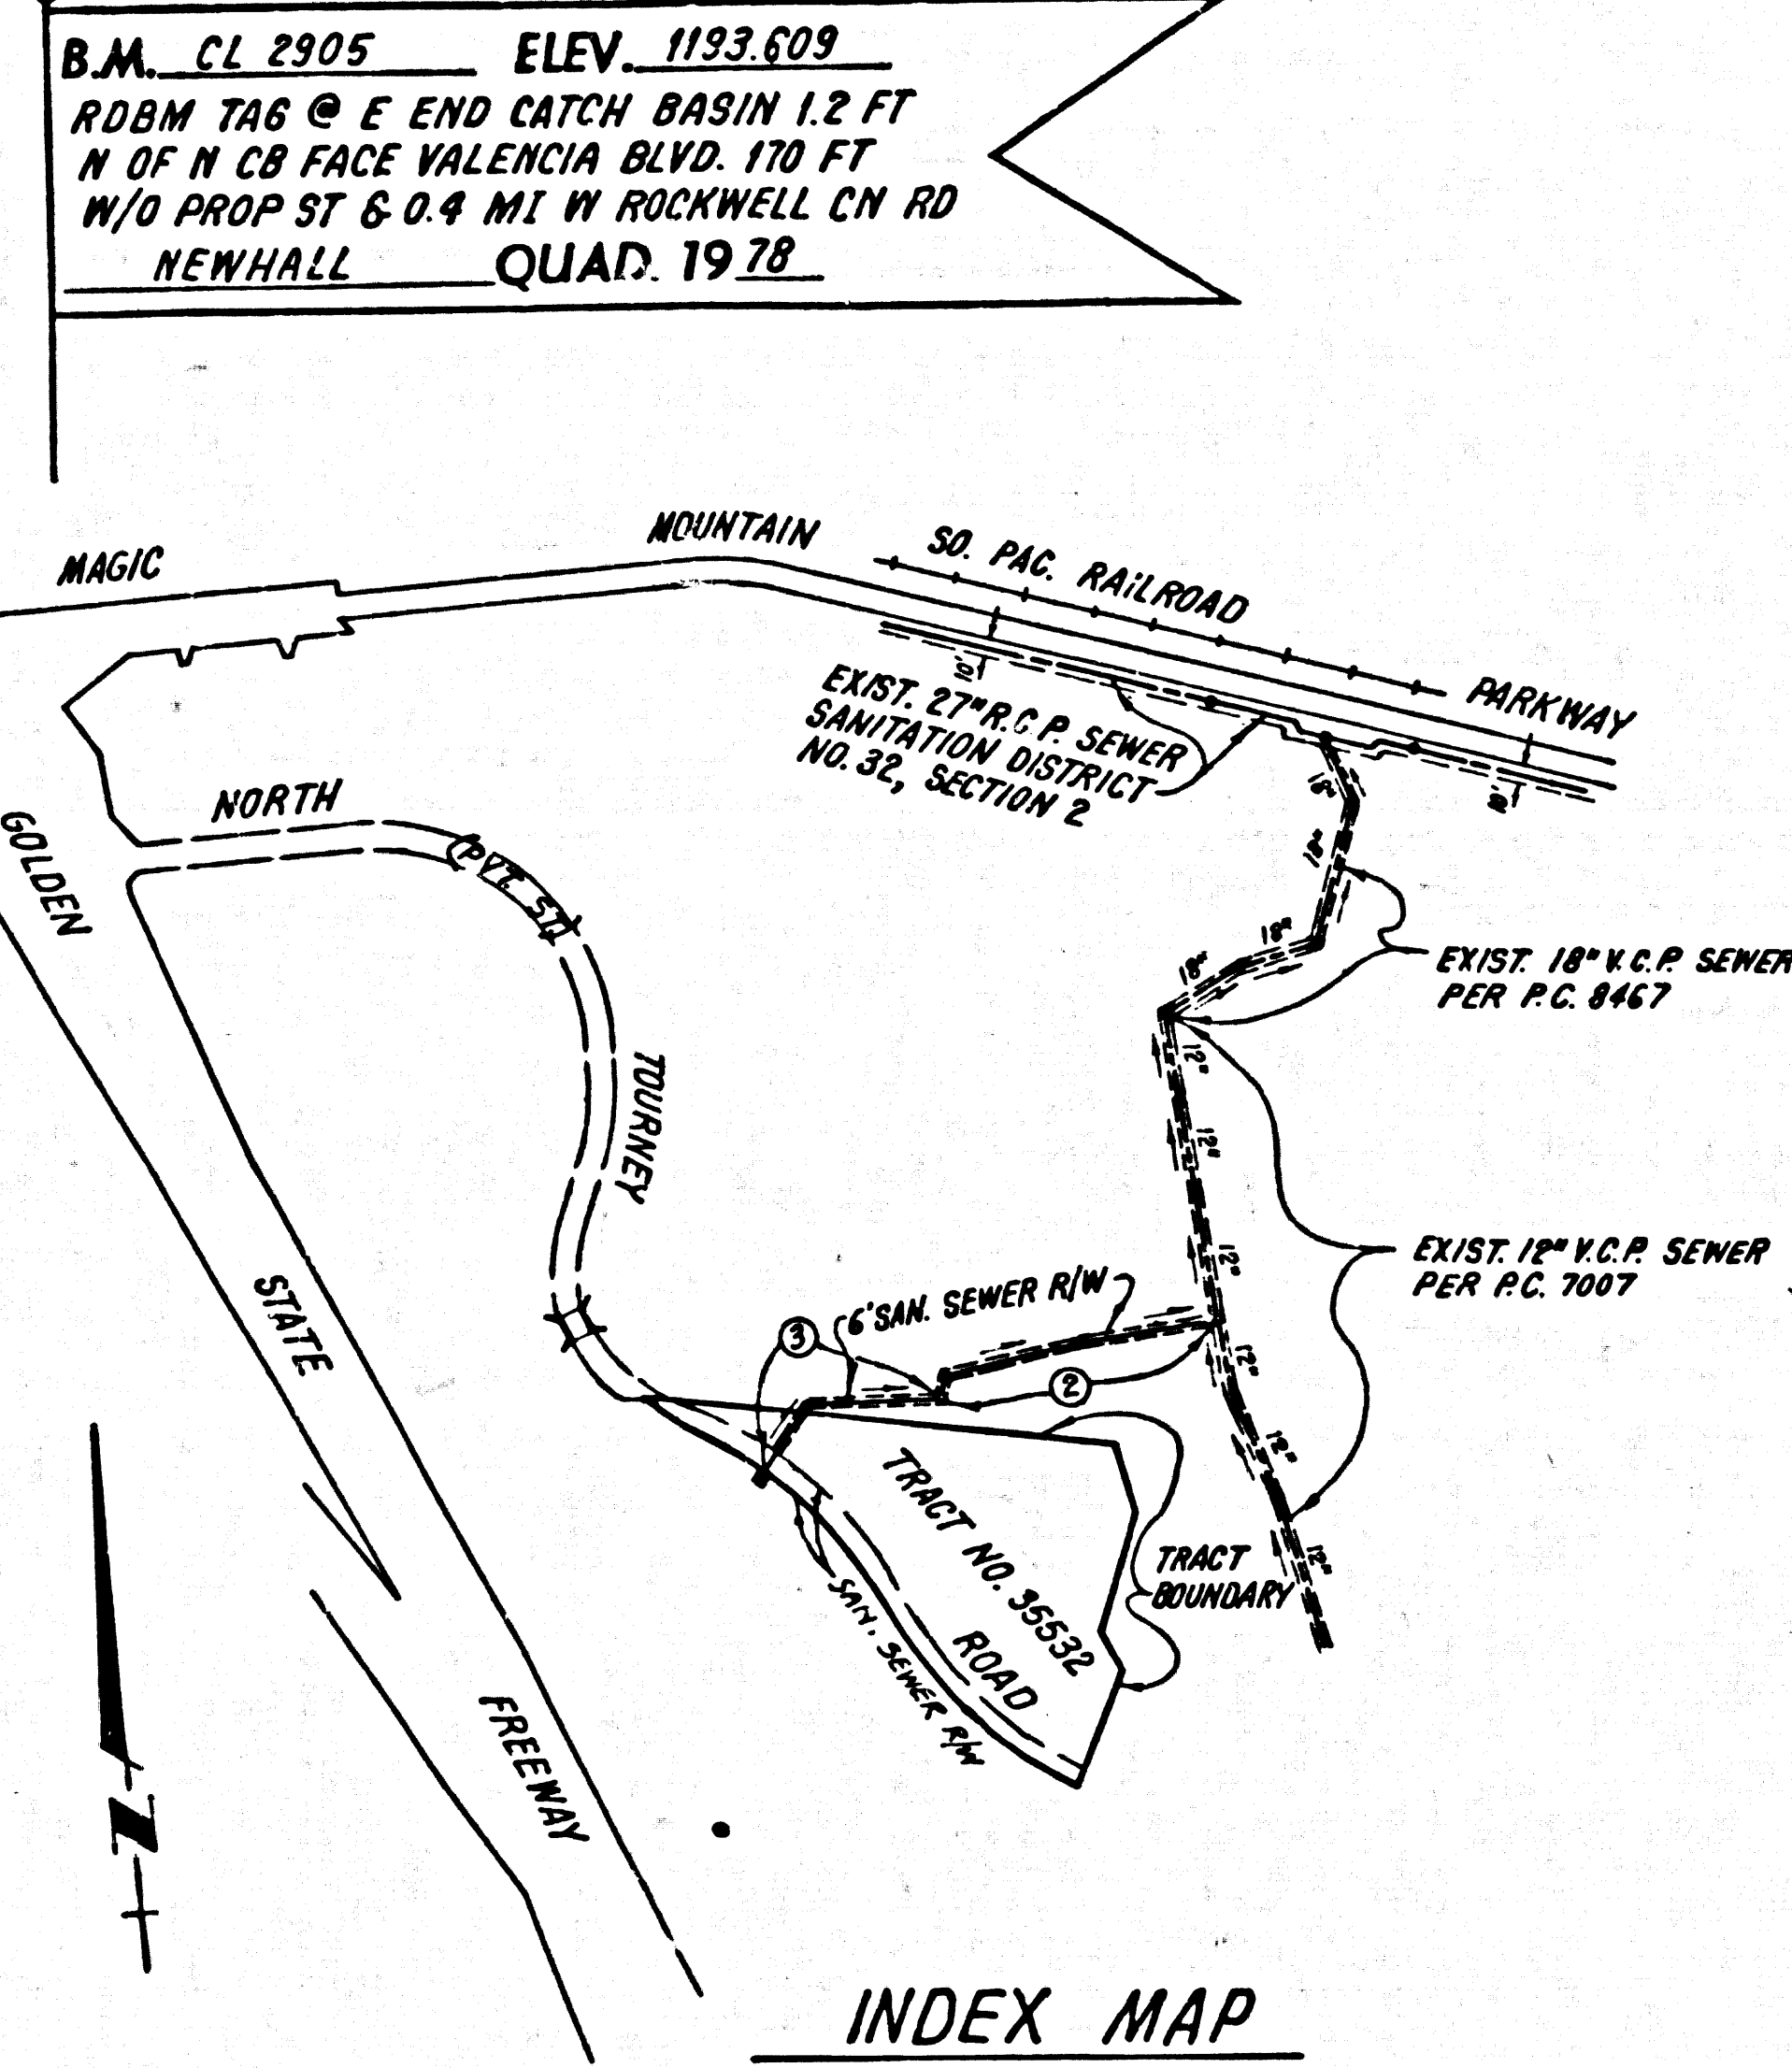 B.M. CL 2905 ELEV. 1193.609
RDBM TAG @ E END CATCH BASIN 1.2 FT
N OF N CB FACE VALENCIA BLVD. 170 FT
W/O PROP ST & 0.4 MI W ROCKWELL CN RD
NEWHALL QUAD. 19 78
MAGIC
MOUNTAIN
SO. PAC. RAILROAD
PARKWAY
10'
10'
EXIST. 27" R.C.P. SEWER
SANITATION DISTRICT
NO. 32, SECTION 2
NORTH
(PVT. ST.)
GOLDEN
18"
18"
18"
18"
EXIST. 18" V.C.P. SEWER
PER P.C. 8467
12"
12"
12"
12"
12"
12"
TOURNEY
EXIST. 12" V.C.P. SEWER
PER P.C. 7007
STATE
3
6' SAN. SEWER R/W
2
TRACT NO. 35532
TRACT
BOUNDARY
ROAD
SAN. SEWER R/W
FREEWAY
N
INDEX MAP